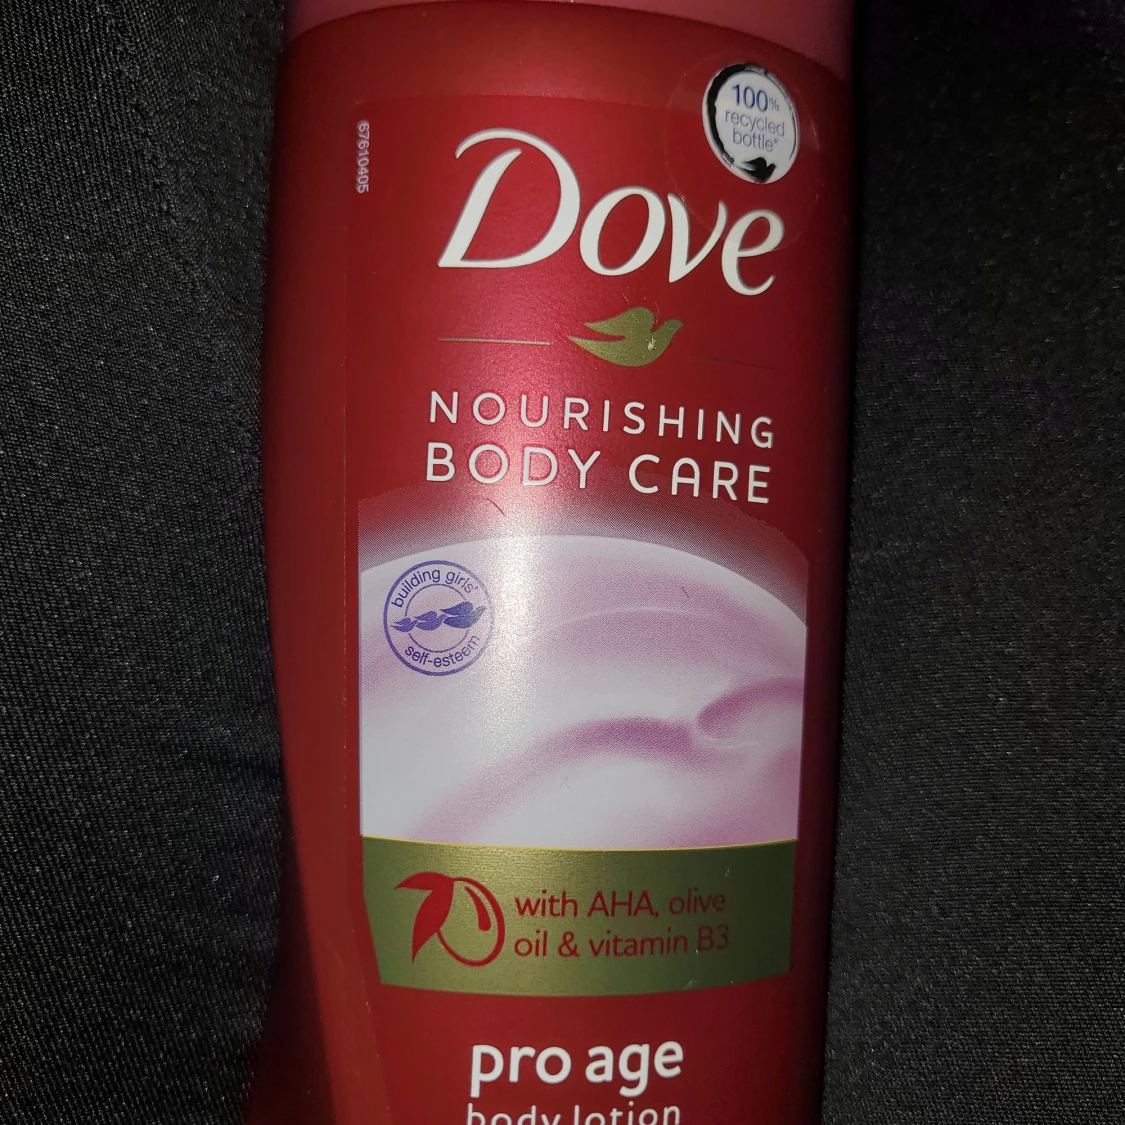 100%
recycled
bottle*
67610405
Dove
NOURISHING
BODY CARE
building girls'
self-esteem
with AHA, olive
oil & vitamin B3
pro age
body lotion